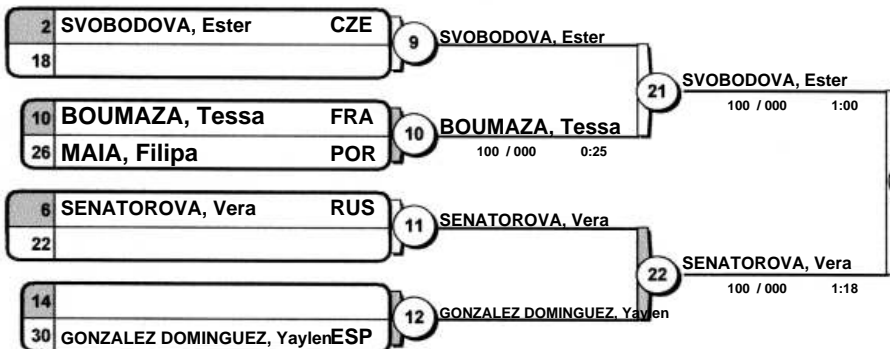 2 SVOBODOVA, Ester CZE
18
9 SVOBODOVA, Ester
10 BOUMAZA, Tessa FRA
26 MAIA, Filipa POR
10 BOUMAZA, Tessa
100 / 000 0:25
21 SVOBODOVA, Ester
100 / 000 1:00
6 SENATOROVA, Vera RUS
22
11 SENATOROVA, Vera
14
30 GONZALEZ DOMINGUEZ, Yaylen ESP
12 GONZALEZ DOMINGUEZ, Yaylen
22 SENATOROVA, Vera
100 / 000 1:18